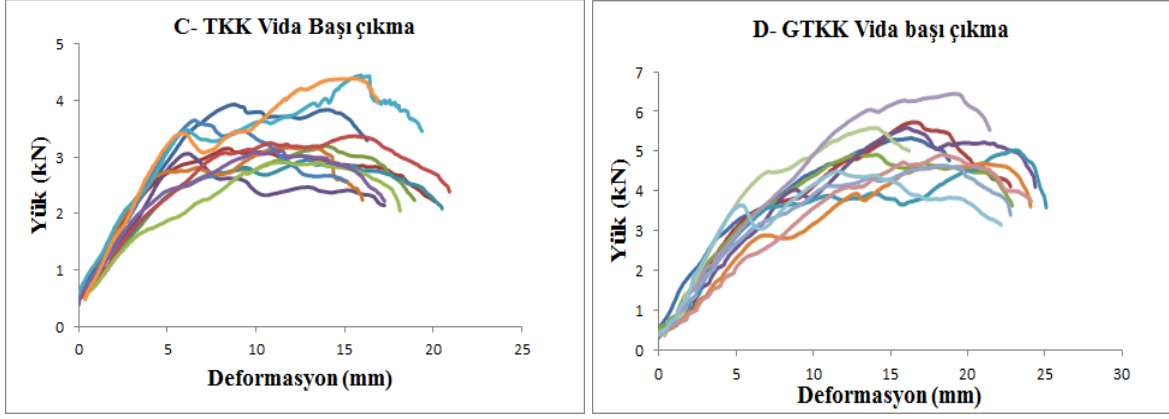 C- TKK Vida Başı çıkma
5
4
3
2
1
0
0 5 10 15 20 25
Yük (kN)
Deformasyon (mm)
D- GTKK Vida başı çıkma
7
6
5
4
3
2
1
0
0 5 10 15 20 25 30
Yük (kN)
Deformasyon (mm)